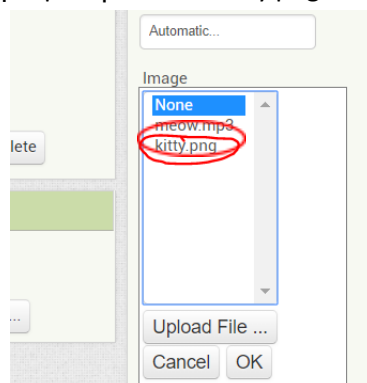 Automatic...
Image
None
meow.mp3
kitty.png
lete
...
Upload File ...
Cancel OK